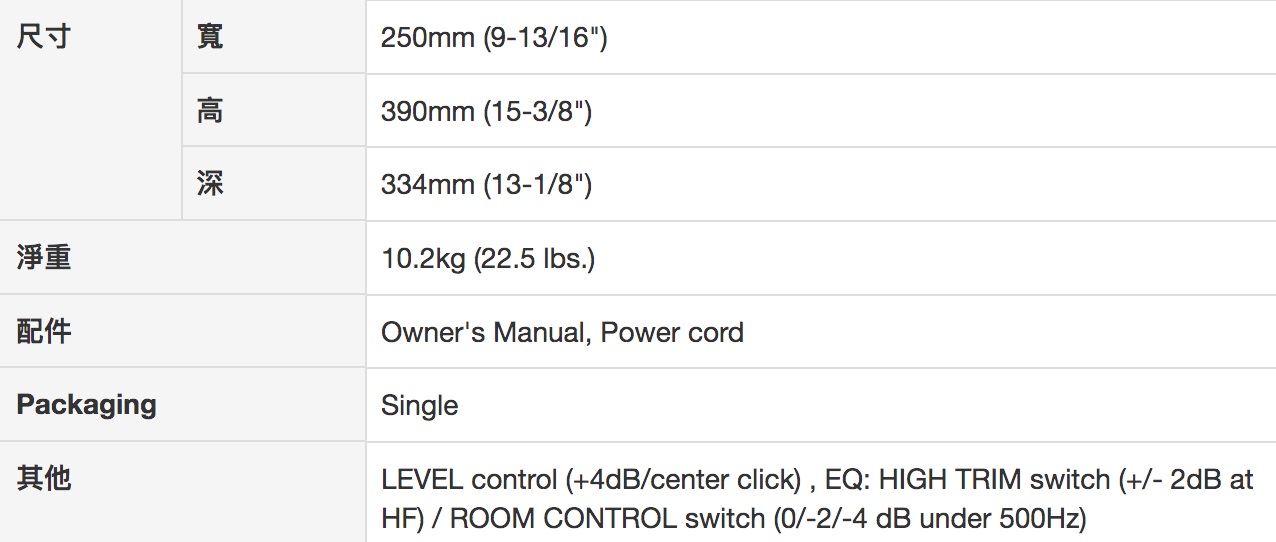 尺寸 寬 250mm (9-13/16")
高 390mm (15-3/8")
深 334mm (13-1/8")
淨重 10.2kg (22.5 lbs.)
配件 Owner's Manual, Power cord
Packaging Single
其他 LEVEL control (+4dB/center click) , EQ: HIGH TRIM switch (+/- 2dB at
HF) / ROOM CONTROL switch (0/-2/-4 dB under 500Hz)